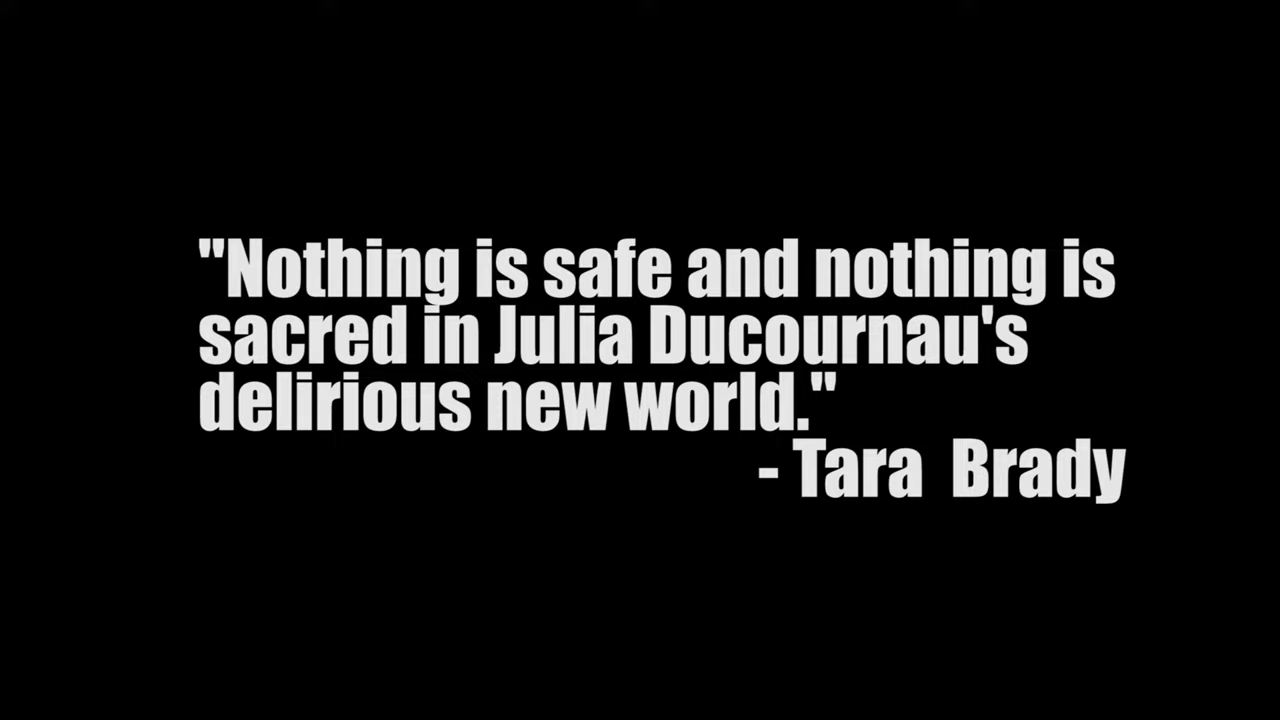 "Nothing is safe and nothing is
sacred in Julia Ducournau's
delirious new world."
- Tara  Brady